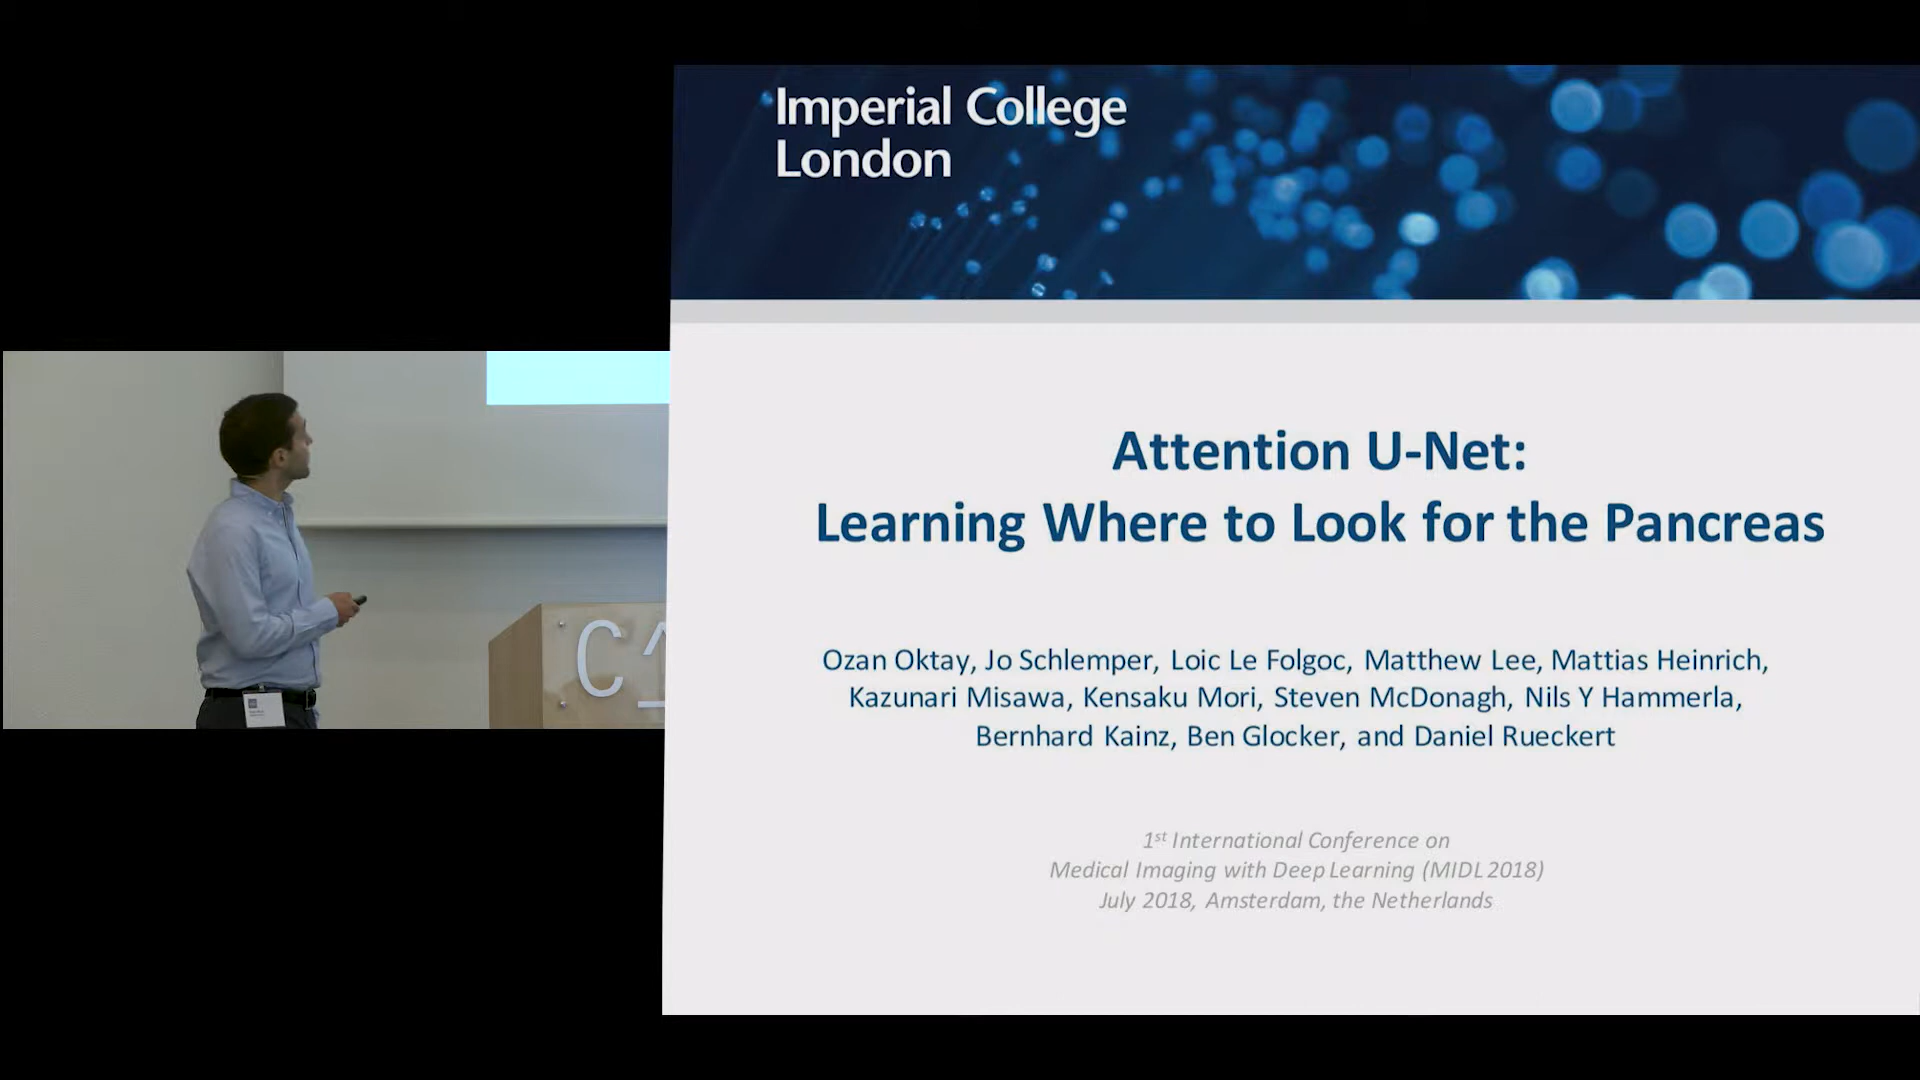 Imperial College
London
Attention U-Net:
Learning Where to Look for the Pancreas
Ozan Oktay, Jo Schlemper, Loic Le Folgoc, Matthew Lee, Mattias Heinrich,
Kazunari Misawa, Kensaku Mori, Steven McDonagh, Nils Y Hammerla,
Bernhard Kainz, Ben Glocker, and Daniel Rueckert
1st International Conference on
Medical Imaging with Deep Learning (MIDL 2018)
July 2018, Amsterdam, the Netherlands